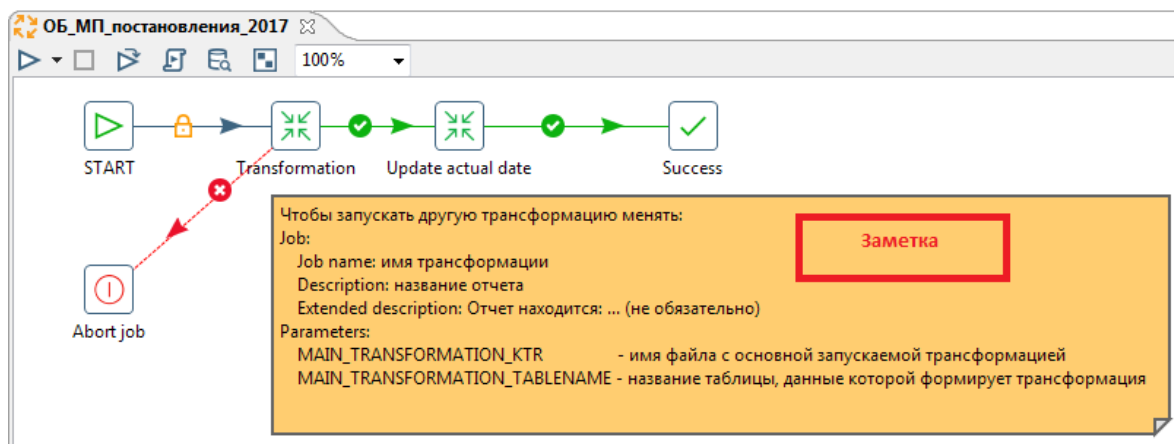 ОБ_МП_постановления_2017
100%
START
Transformation
Update actual date
Success
Abort job
Чтобы запускать другую трансформацию менять:
Job:
Job name: имя трансформации
Description: название отчета
Extended description: Отчет находится: ... (не обязательно)
Parameters:
MAIN_TRANSFORMATION_KTR - имя файла с основной запускаемой трансформацией
MAIN_TRANSFORMATION_TABLENAME - название таблицы, данные которой формирует трансформация
Заметка